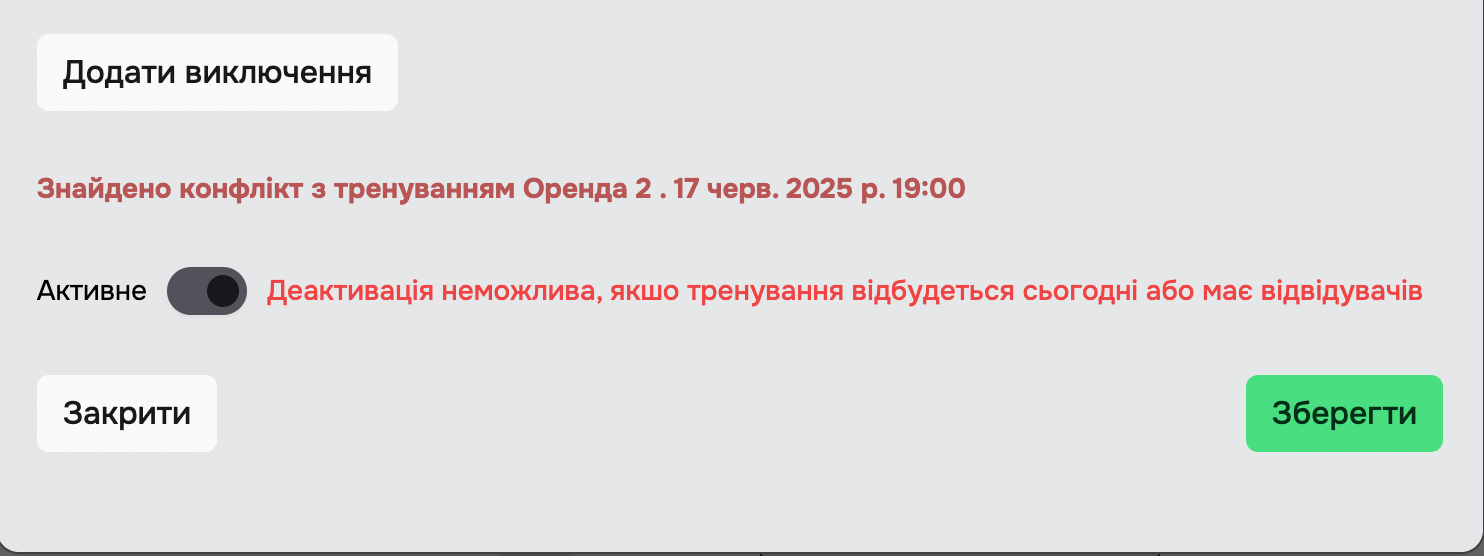 Додати виключення
Знайдено конфлікт з тренуванням Оренда 2 . 17 черв. 2025 р. 19:00
Активне Деактивація неможлива, якшо тренування відбудеться сьогодні або має відвідувачів
Закрити Зберегти